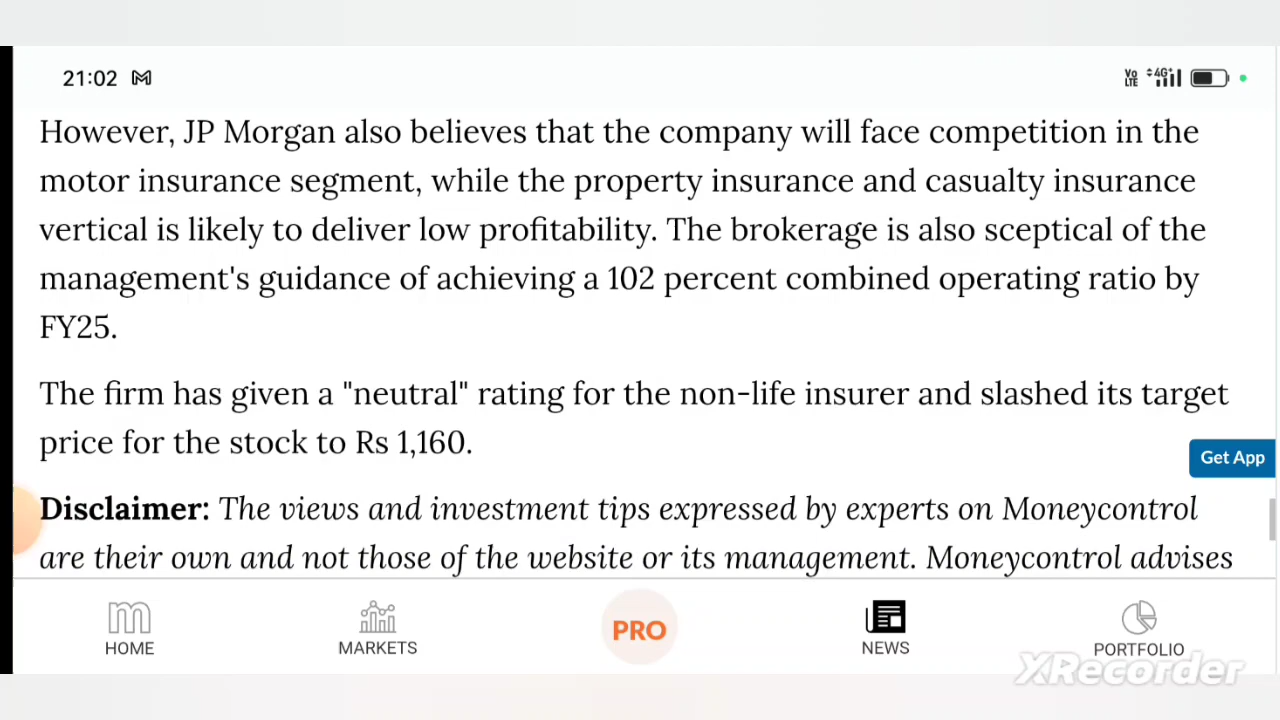 21:02
Vo LTE 4G+
However, JP Morgan also believes that the company will face competition in the
motor insurance segment, while the property insurance and casualty insurance
vertical is likely to deliver low profitability. The brokerage is also sceptical of the
management's guidance of achieving a 102 percent combined operating ratio by
FY25.
The firm has given a "neutral" rating for the non-life insurer and slashed its target
price for the stock to Rs 1,160.
Get App
Disclaimer: The views and investment tips expressed by experts on Moneycontrol
are their own and not those of the website or its management. Moneycontrol advises
HOME
MARKETS
PRO
NEWS
PORTFOLIO
XRecorder